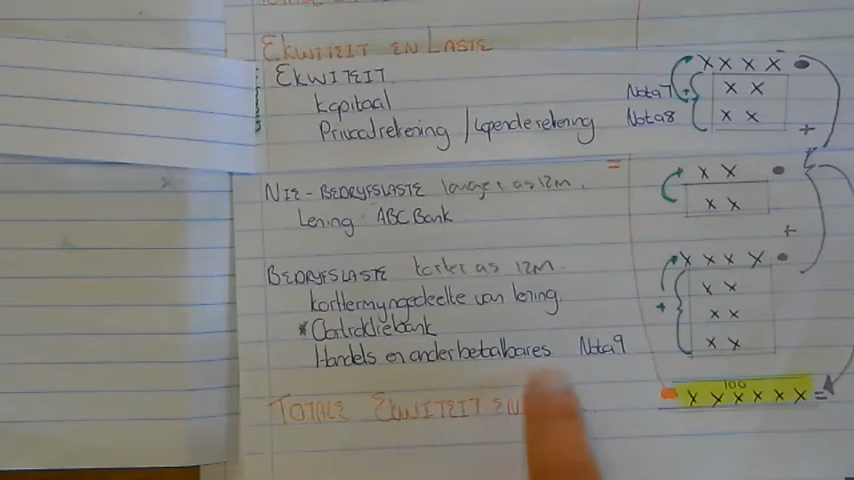 EKWITEIT EN LASTE
EKWITEIT x x x x
Kapitaal Nota 7 x x
Privaatrekening / lopende rekening Nota 8 x x +
=
NIE-BEDRYFSLASTE langer as 12m. x x
Lening: ABC Bank x x
+
BEDRYFSLASTE korter as 12m x x x x
korttermyngedeelte van lening x x
+
*Oortrokke bank x x
Handels en ander betaalbares Nota 9 x x
100
TOTALE EKWITEIT EN x x x x x x =